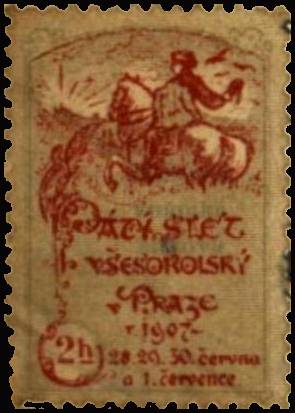 Pátý slet
všesokolský
v Praze
r. 1907
2h
28. 29. 30. června
a 1. července.